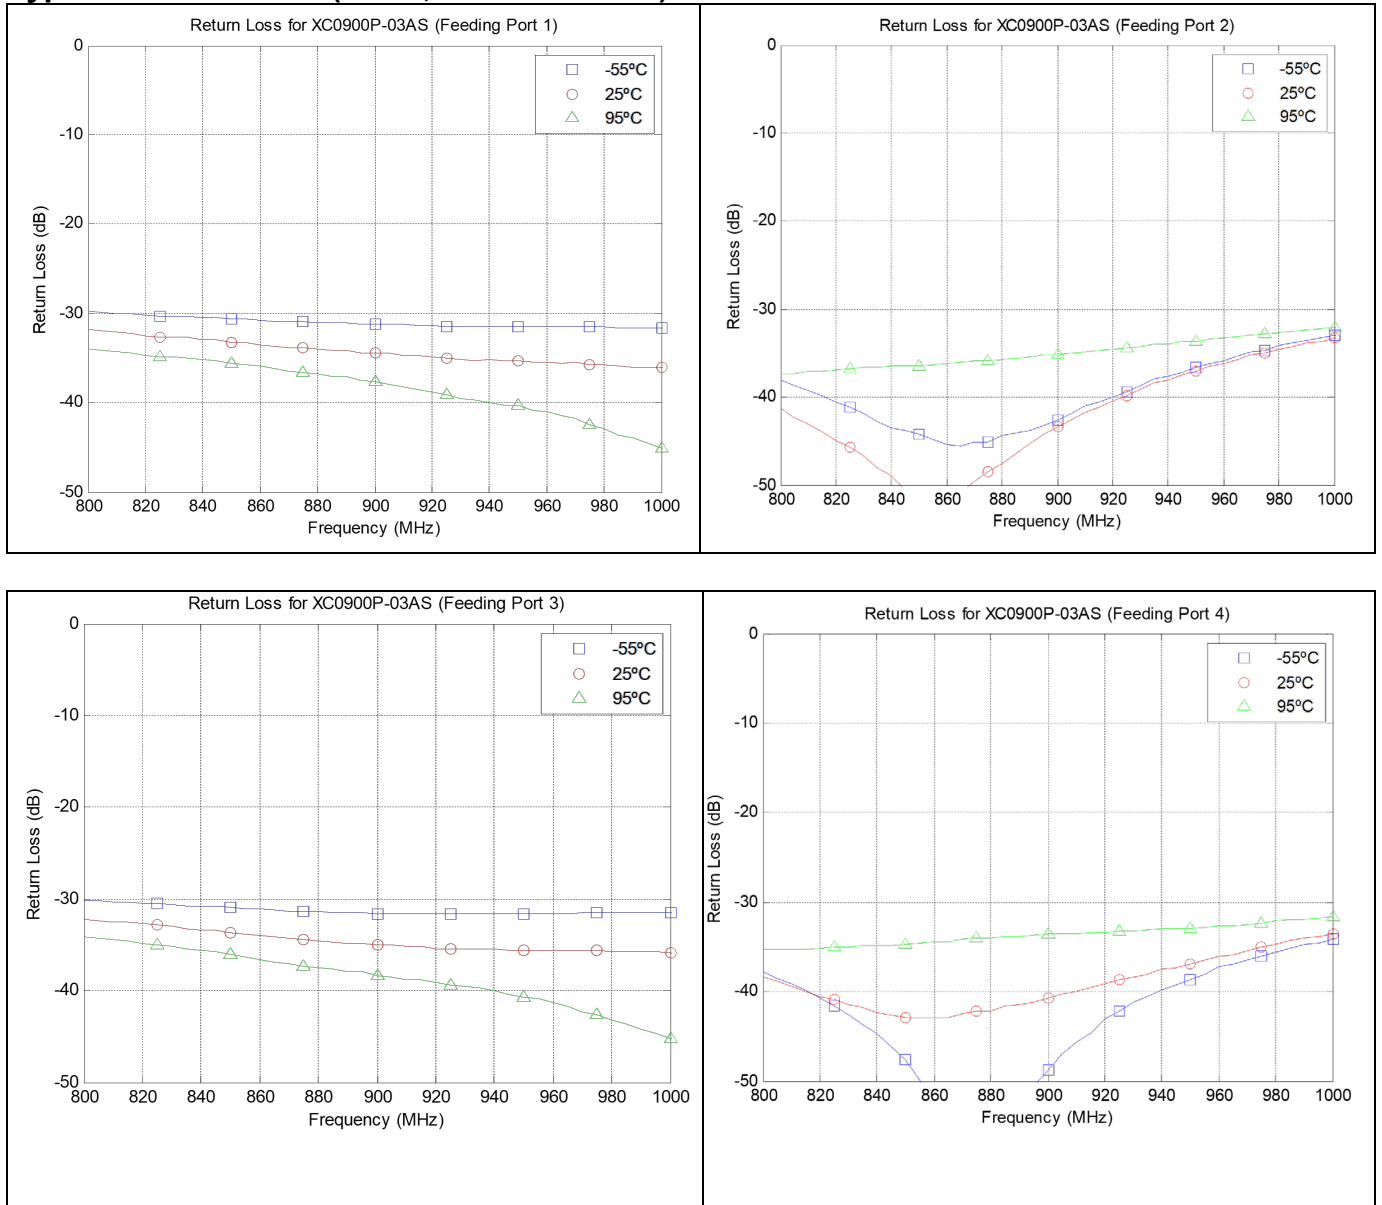 Return Loss for XC0900P-03AS (Feeding Port 1)
0
-10
-20
-30
-40
-50
Return Loss (dB)
-55ºC
25ºC
95ºC
800 820 840 860 880 900 920 940 960 980 1000
Frequency (MHz)
Return Loss for XC0900P-03AS (Feeding Port 2)
0
-10
-20
-30
-40
-50
Return Loss (dB)
-55ºC
25ºC
95ºC
800 820 840 860 880 900 920 940 960 980 1000
Frequency (MHz)
Return Loss for XC0900P-03AS (Feeding Port 3)
0
-10
-20
-30
-40
-50
Return Loss (dB)
-55ºC
25ºC
95ºC
800 820 840 860 880 900 920 940 960 980 1000
Frequency (MHz)
Return Loss for XC0900P-03AS (Feeding Port 4)
0
-10
-20
-30
-40
-50
Return Loss (dB)
-55ºC
25ºC
95ºC
800 820 840 860 880 900 920 940 960 980 1000
Frequency (MHz)